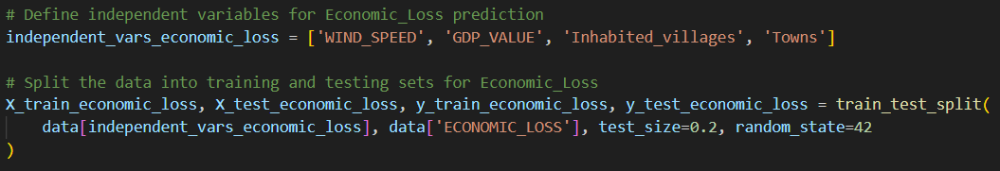 # Define independent variables for Economic_Loss prediction
independent_vars_economic_loss = ['WIND_SPEED', 'GDP_VALUE', 'Inhabited_villages', 'Towns']
# Split the data into training and testing sets for Economic_Loss
X_train_economic_loss, X_test_economic_loss, y_train_economic_loss, y_test_economic_loss = train_test_split(
    data[independent_vars_economic_loss], data['ECONOMIC_LOSS'], test_size=0.2, random_state=42
)